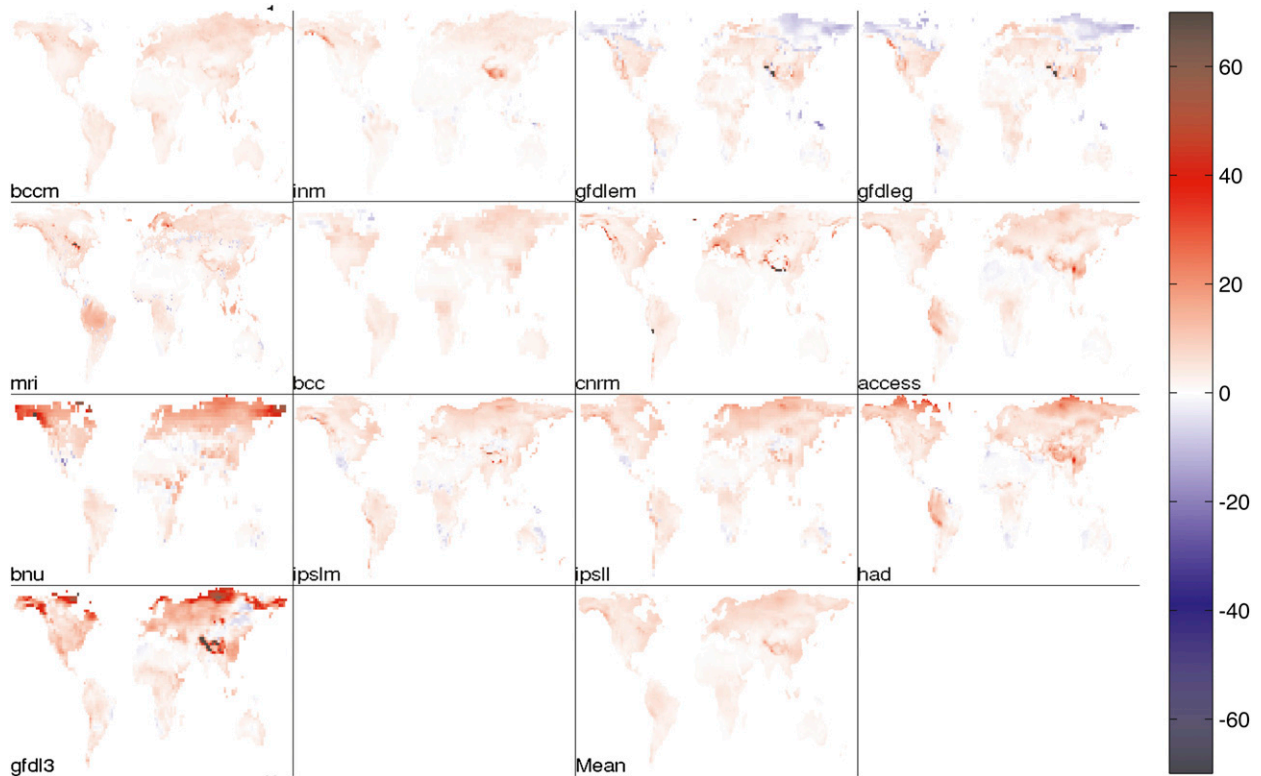 bccm
inm
gfdlem
gfdleg
mri
bcc
cnrm
access
bnu
ipslm
ipsll
had
gfdl3
Mean
60
40
20
0
-20
-40
-60